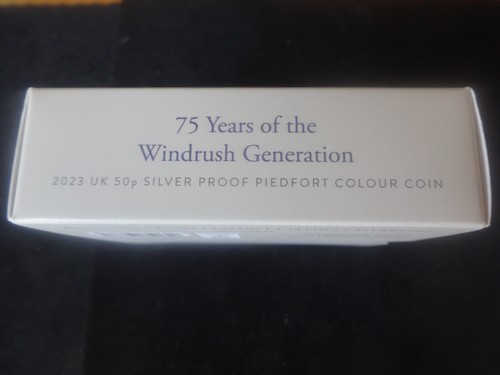 75 Years of the
Windrush Generation
2023 UK 50p SILVER PROOF PIEDFORT COLOUR COIN